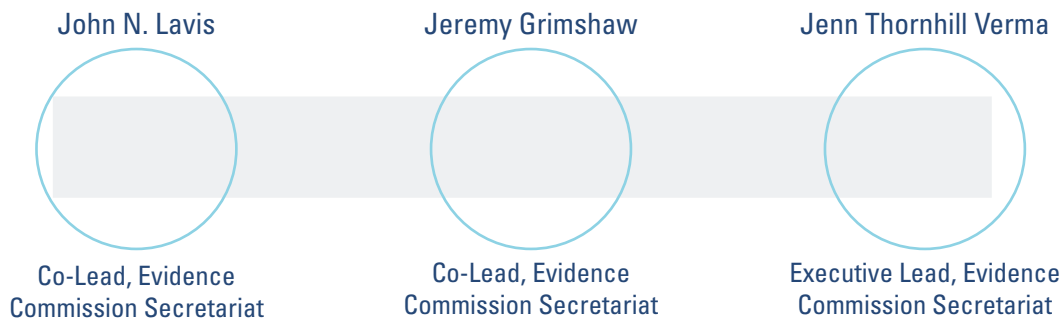 John N. Lavis
Jeremy Grimshaw
Jenn Thornhill Verma
Co-Lead, Evidence
Commission Secretariat
Co-Lead, Evidence
Commission Secretariat
Executive Lead, Evidence
Commission Secretariat